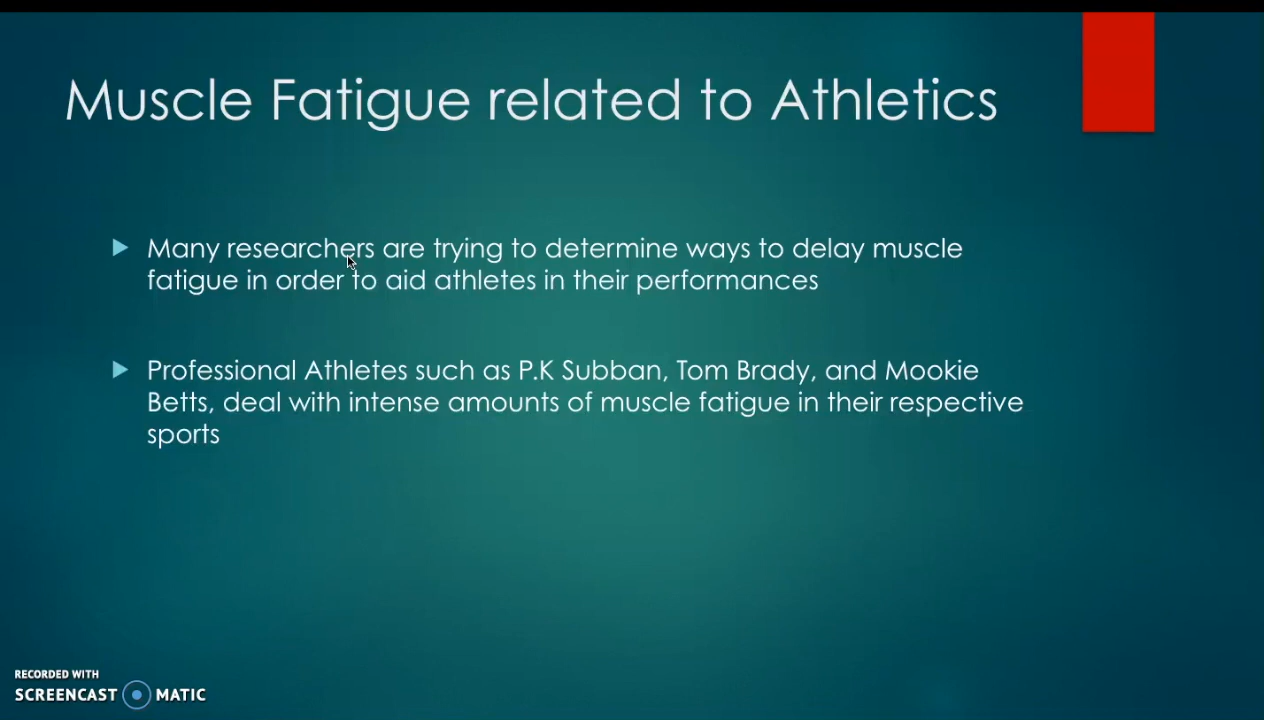 Muscle Fatigue related to Athletics
Many researchers are trying to determine ways to delay muscle
fatigue in order to aid athletes in their performances
Professional Athletes such as P.K Subban, Tom Brady, and Mookie
Betts, deal with intense amounts of muscle fatigue in their respective
sports
RECORDED WITH
SCREENCAST MATIC